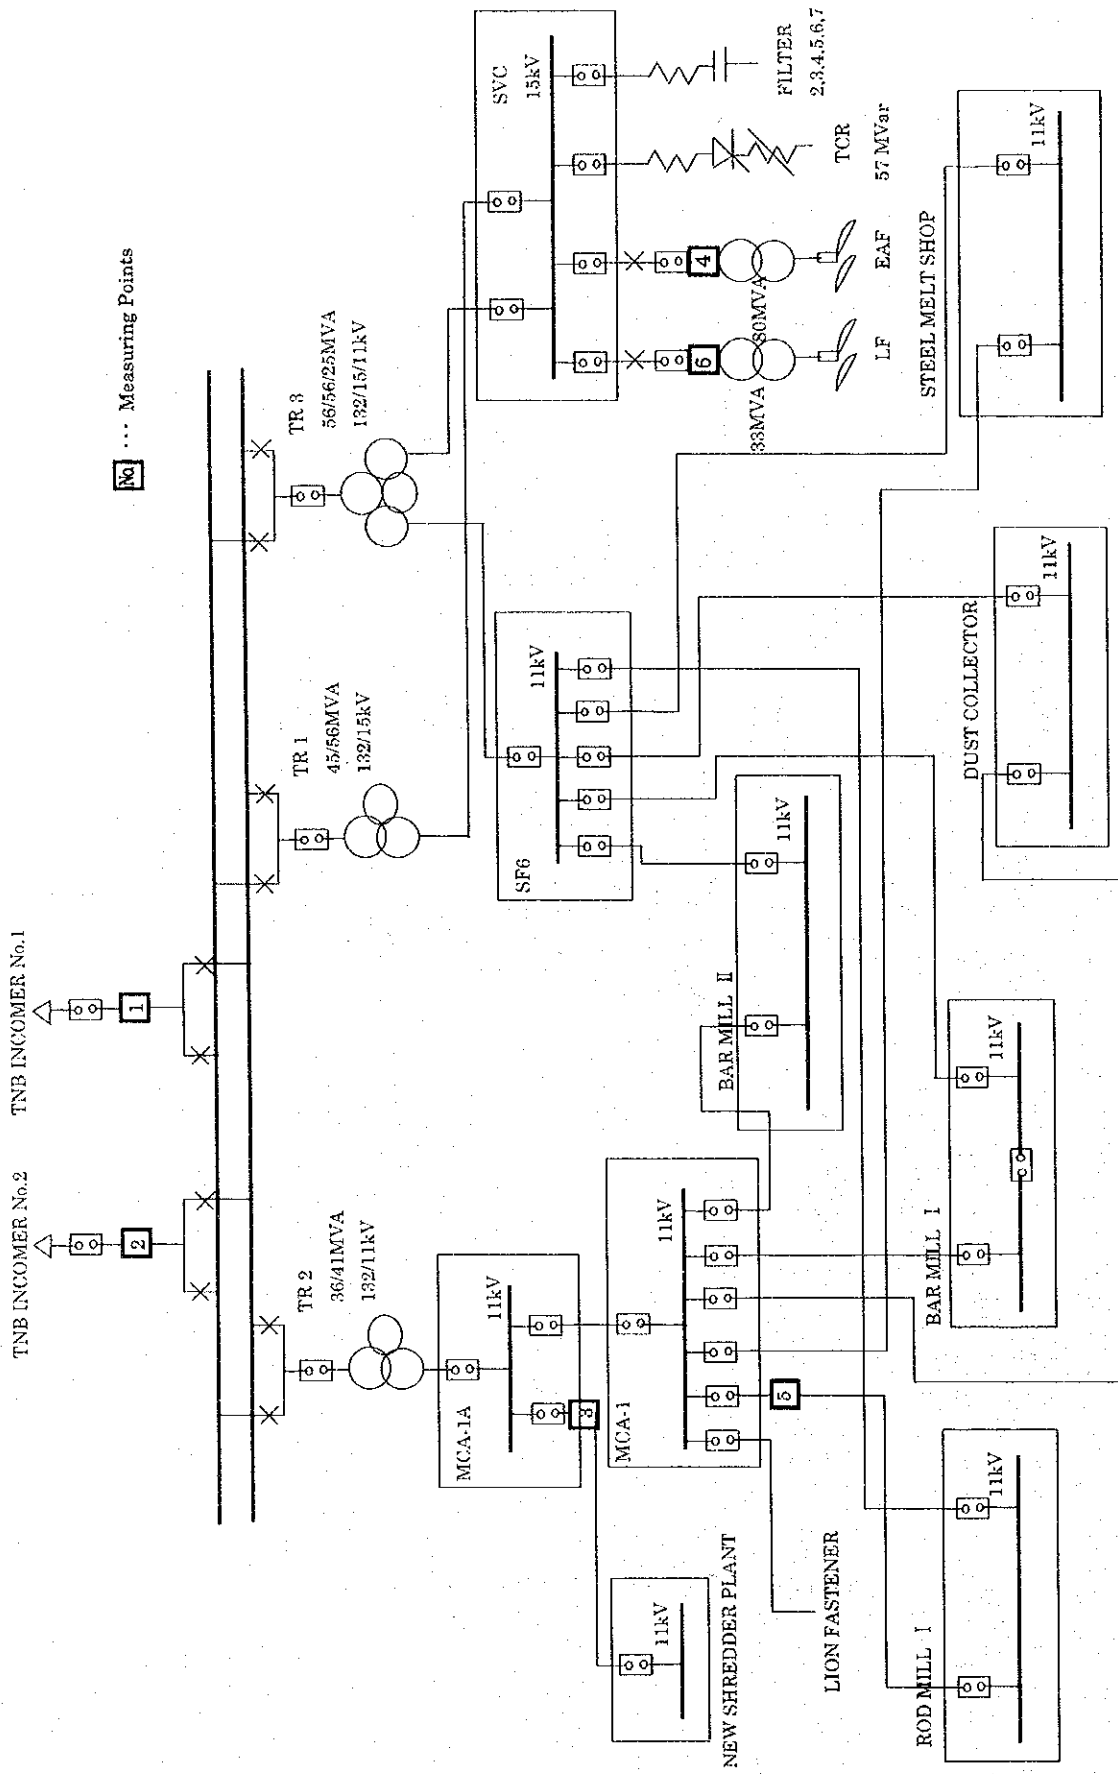 TNB INCOMER No.2
TNB INCOMER No.1
No ··· Measuring Points
2
1
TR 2
36/41MVA
132/11kV
TR 1
45/56MVA
132/15kV
TR 3
56/56/25MVA
132/15/11kV
MCA-1A
11kV
3
SF6
11kV
SVC
15kV
MCA-1
11kV
5
6
4
33MVA
80MVA
LF
EAF
TCR
57 MVar
FILTER
2,3,4,5,6,7
NEW SHREDDER PLANT
11kV
LION FASTENER
BAR MILL II
11kV
ROD MILL I
11kV
BAR MILL I
11kV
DUST COLLECTOR
11kV
STEEL MELT SHOP
11kV